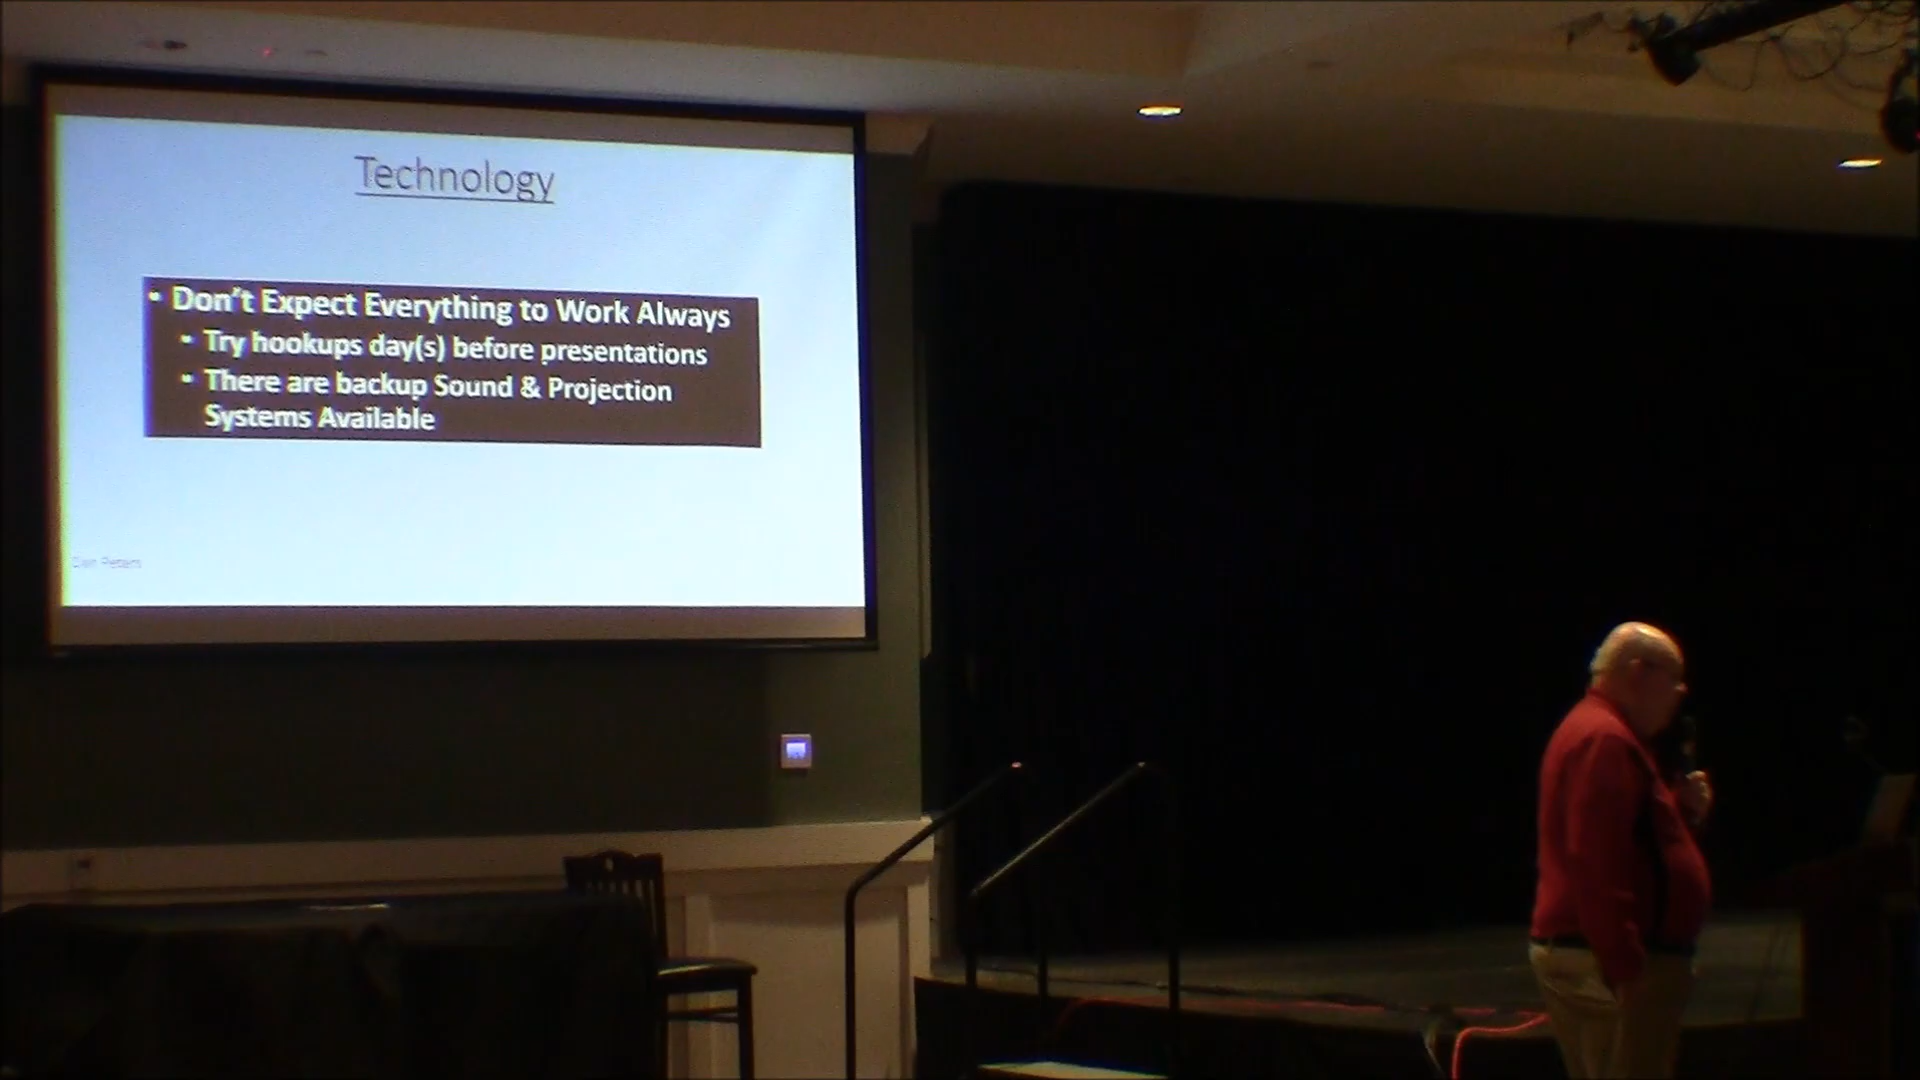 Technology
• Don't Expect Everything to Work Always
• Try hookups day(s) before presentations
• There are backup Sound & Projection
Systems Available